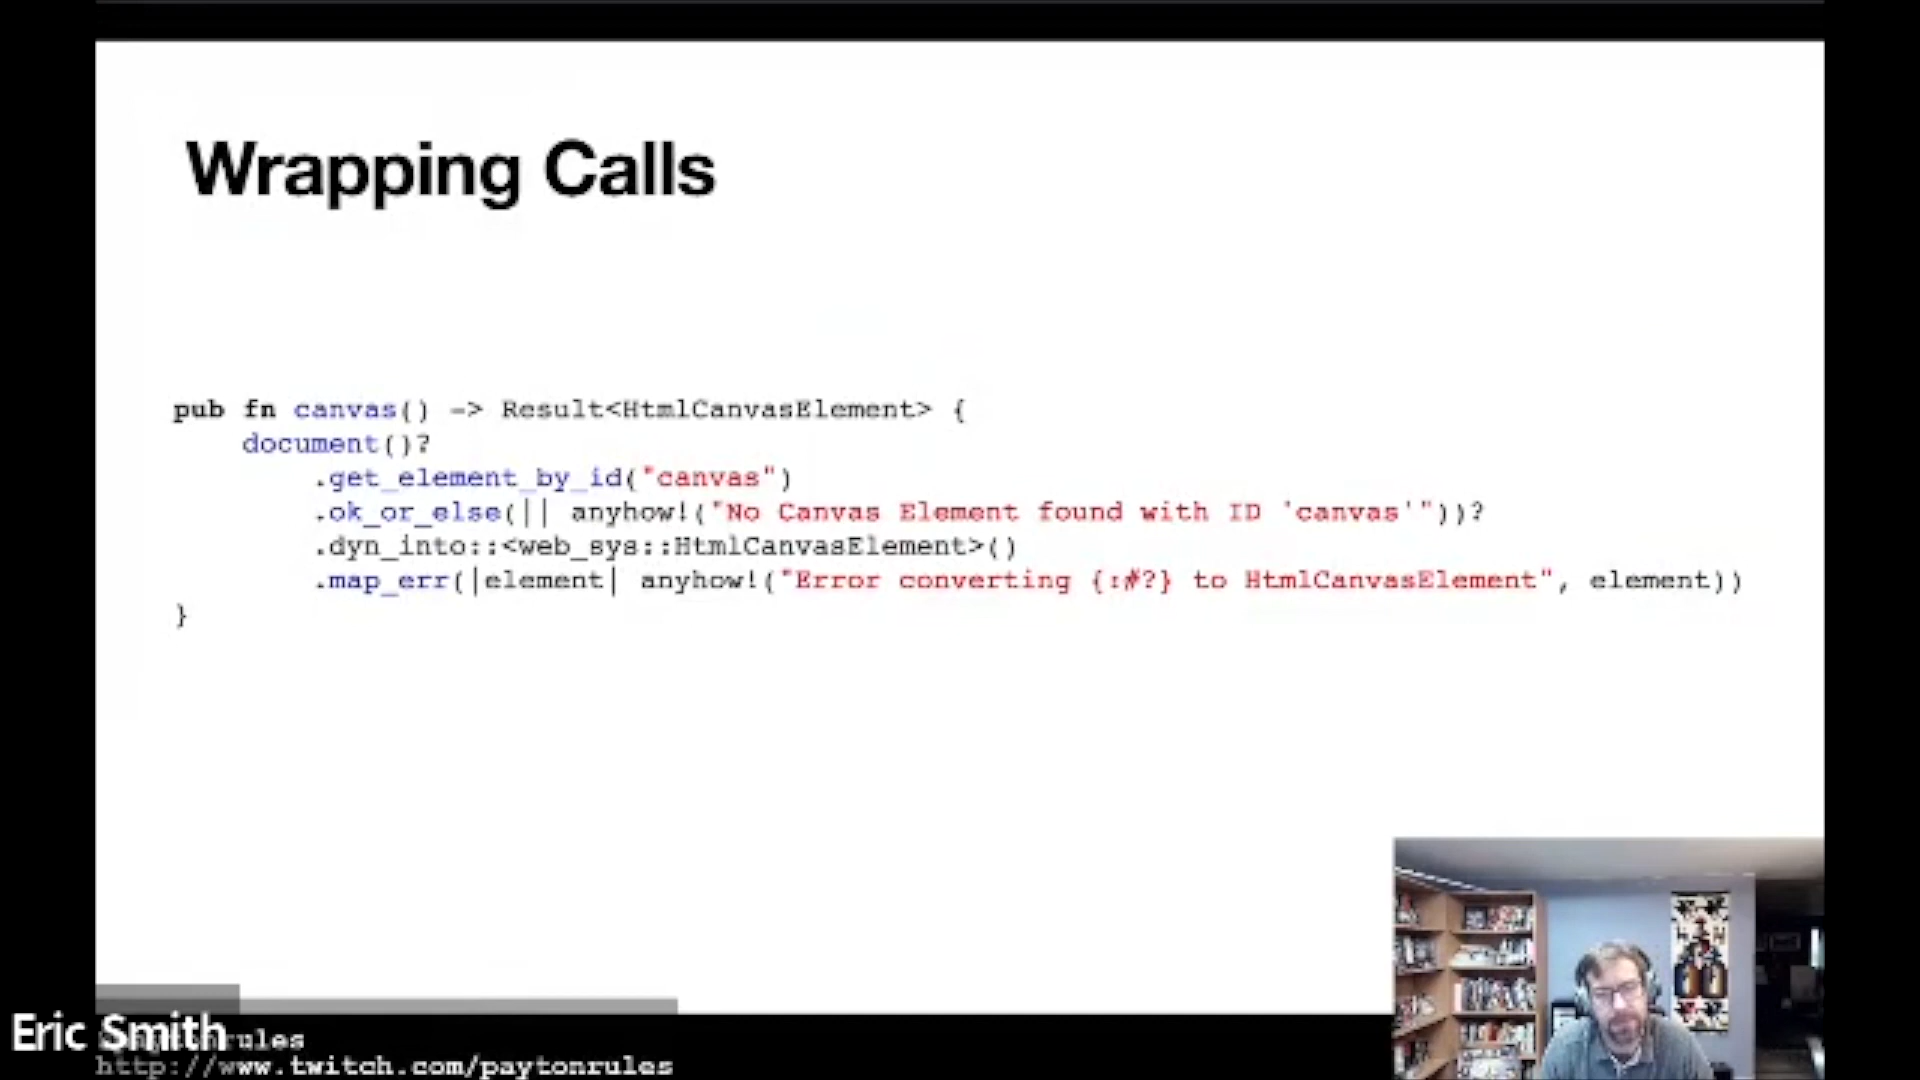 Wrapping Calls
pub fn canvas() -> Result<HtmlCanvasElement> {
    document()?
        .get_element_by_id("canvas")
        .ok_or_else(|| anyhow!("No Canvas Element found with ID 'canvas'"))?
        .dyn_into::<web_sys::HtmlCanvasElement>()
        .map_err(|element| anyhow!("Error converting {:#?} to HtmlCanvasElement", element))
}
Eric Smith
http://www.twitch.com/paytonrules